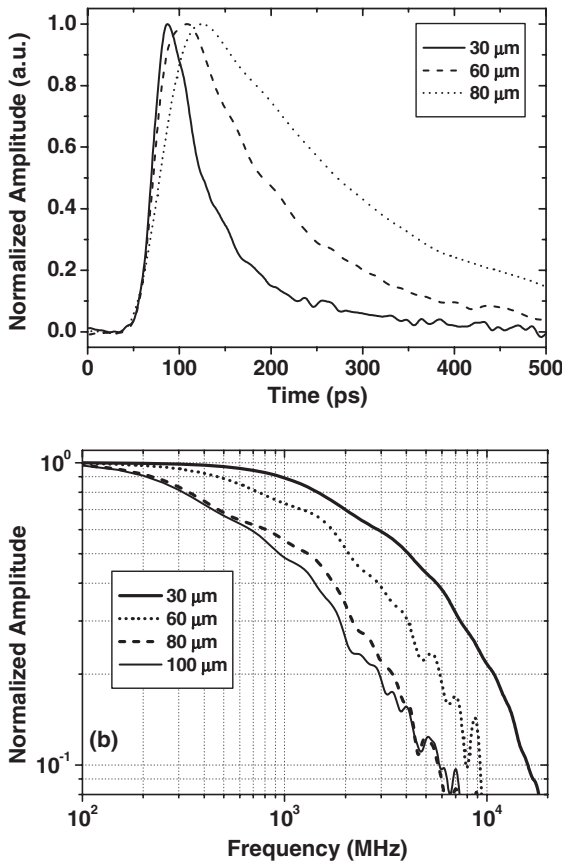 Normalized Amplitude (a.u.)
1.0
0.8
0.6
0.4
0.2
0.0
30 μm
60 μm
80 μm
0 100 200 300 400 500
Time (ps)
Normalized Amplitude
10^0
10^-1
30 μm
60 μm
80 μm
100 μm
(b)
10^2 10^3 10^4
Frequency (MHz)